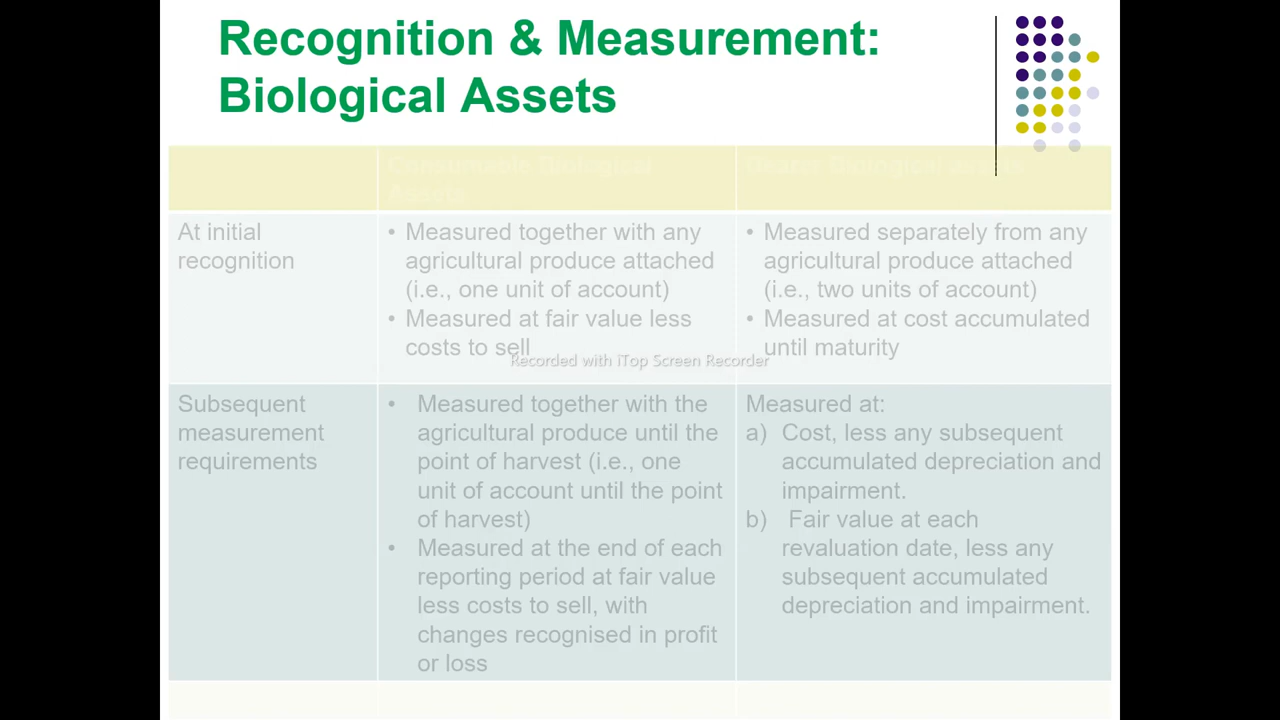 Recognition & Measurement:
Biological Assets
Consumable Biological
Assets
Bearer Biological assets
At initial
recognition
• Measured together with any
agricultural produce attached
(i.e., one unit of account)
• Measured at fair value less
costs to sell
• Measured separately from any
agricultural produce attached
(i.e., two units of account)
• Measured at cost accumulated
until maturity
Recorded with iTop Screen Recorder
Subsequent
measurement
requirements
• Measured together with the
agricultural produce until the
point of harvest (i.e., one
unit of account until the point
of harvest)
• Measured at the end of each
reporting period at fair value
less costs to sell, with
changes recognised in profit
or loss
Measured at:
a) Cost, less any subsequent
accumulated depreciation and
impairment.
b) Fair value at each
revaluation date, less any
subsequent accumulated
depreciation and impairment.